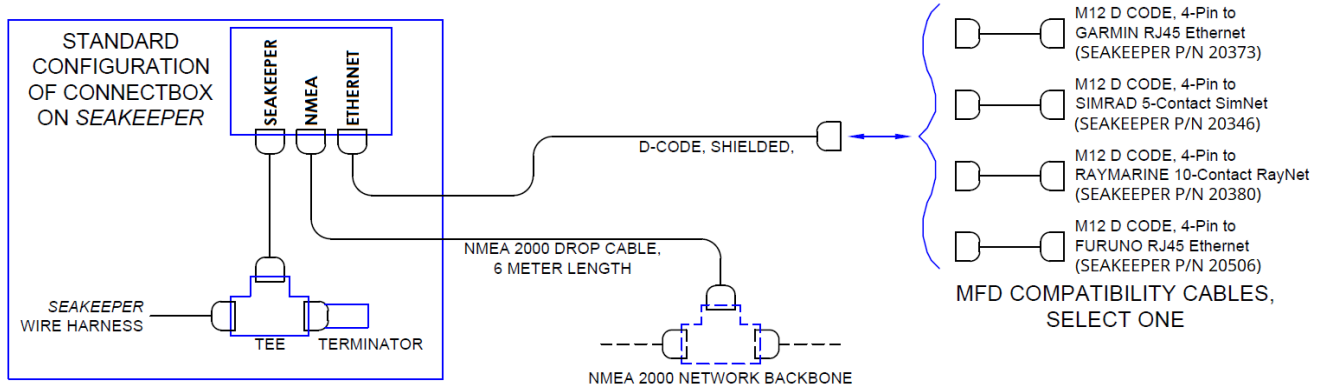 STANDARD
CONFIGURATION
OF CONNECTBOX
ON SEAKEEPER
SEAKEEPER
NMEA
ETHERNET
D-CODE, SHIELDED,
NMEA 2000 DROP CABLE,
6 METER LENGTH
SEAKEEPER
WIRE HARNESS
TEE
TERMINATOR
NMEA 2000 NETWORK BACKBONE
M12 D CODE, 4-Pin to
GARMIN RJ45 Ethernet
(SEAKEEPER P/N 20373)
M12 D CODE, 4-Pin to
SIMRAD 5-Contact SimNet
(SEAKEEPER P/N 20346)
M12 D CODE, 4-Pin to
RAYMARINE 10-Contact RayNet
(SEAKEEPER P/N 20380)
M12 D CODE, 4-Pin to
FURUNO RJ45 Ethernet
(SEAKEEPER P/N 20506)
MFD COMPATIBILITY CABLES,
SELECT ONE